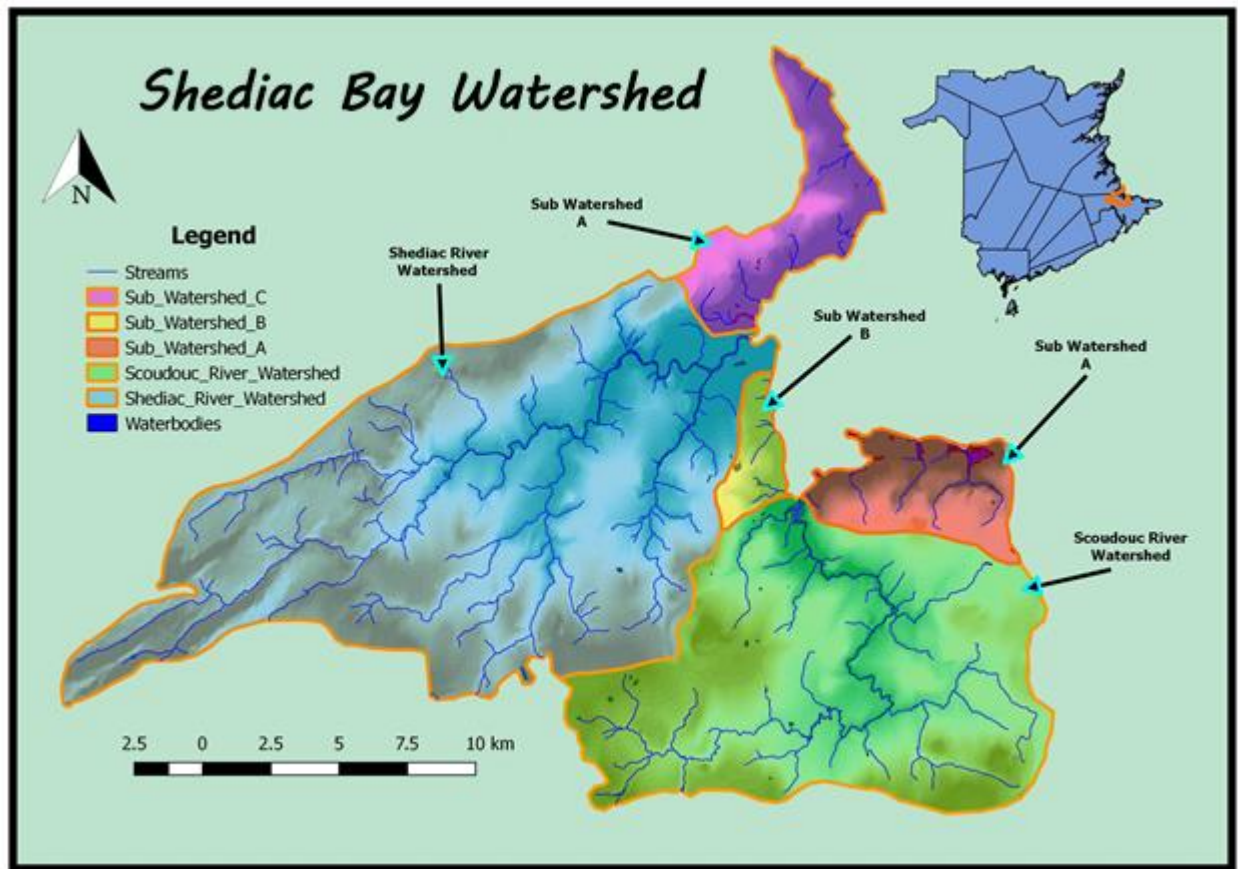 Shediac Bay Watershed
N
Legend
Streams
Sub_Watershed_C
Sub_Watershed_B
Sub_Watershed_A
Scoudouc_River_Watershed
Shediac_River_Watershed
Waterbodies
Shediac River
Watershed
Sub Watershed
A
Sub Watershed
B
Sub Watershed
A
Scoudouc River
Watershed
2.5 0 2.5 5 7.5 10 km